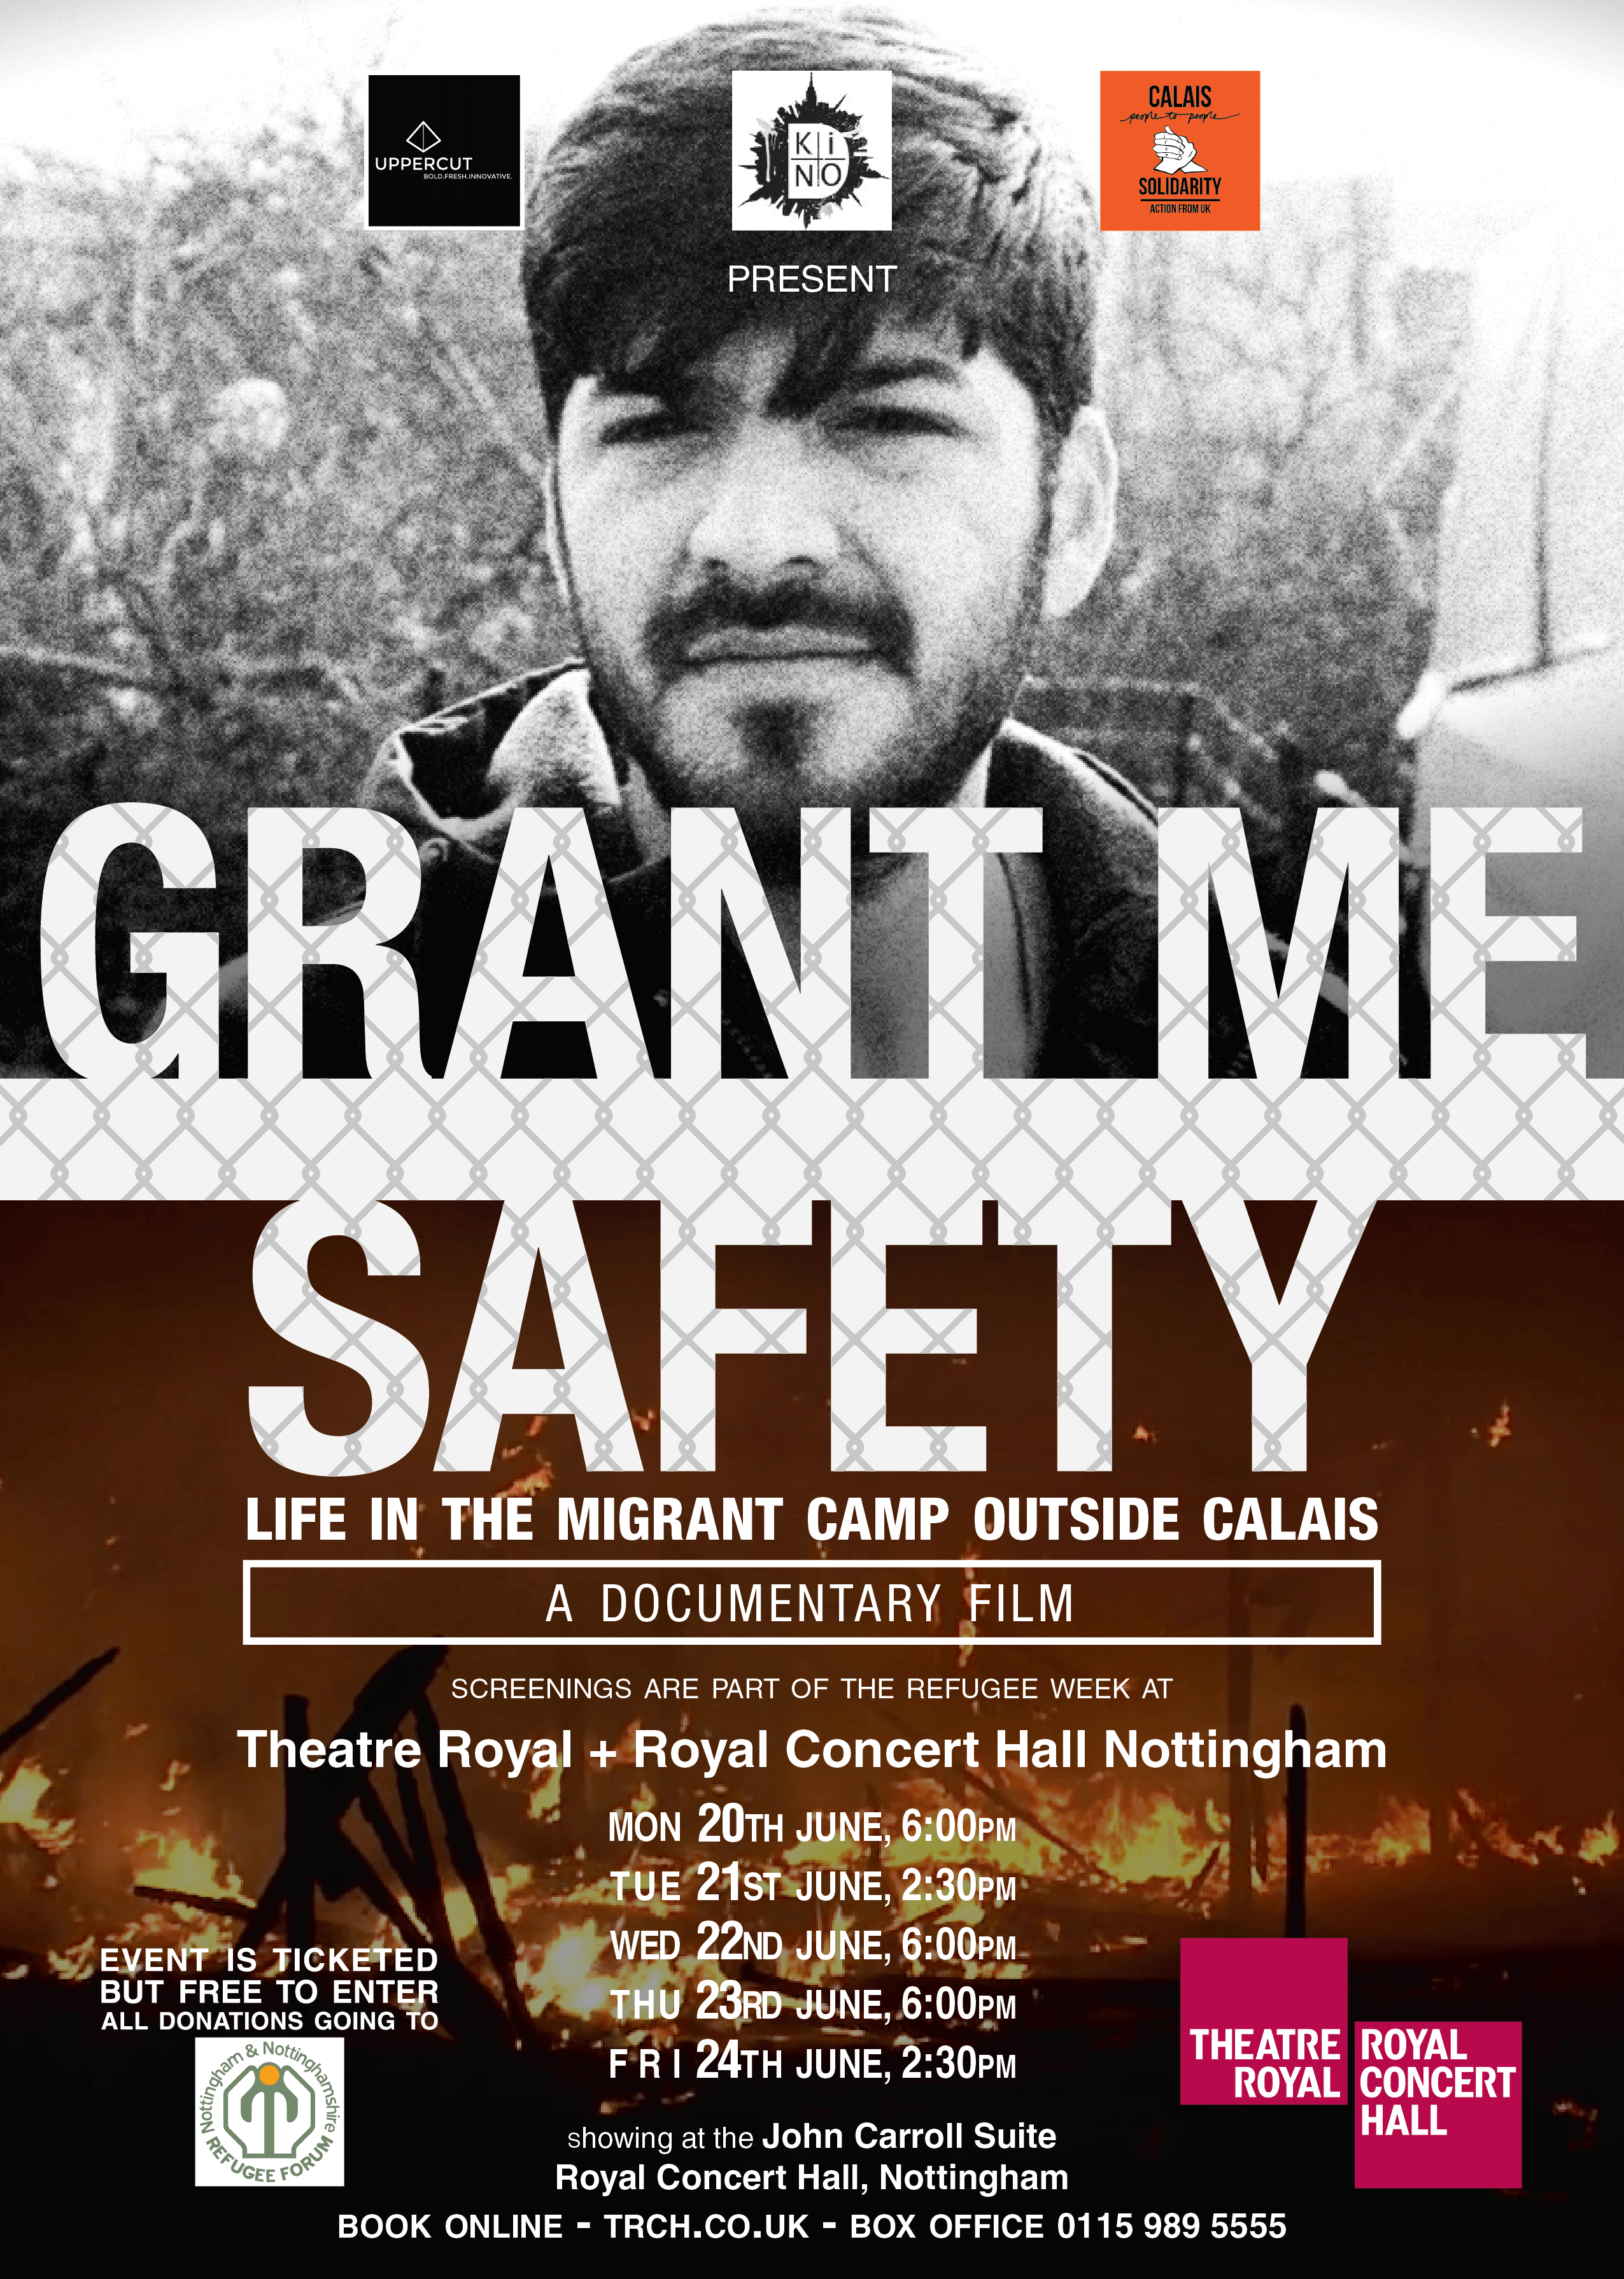 UPPERCUT
BOLD.FRESH.INNOVATIVE.
Ki
NO
CALAIS
people to people
SOLIDARITY
ACTION FROM UK
PRESENT
GRANT ME
SAFETY
LIFE IN THE MIGRANT CAMP OUTSIDE CALAIS
A DOCUMENTARY FILM
SCREENINGS ARE PART OF THE REFUGEE WEEK AT
Theatre Royal + Royal Concert Hall Nottingham
MON 20TH JUNE, 6:00PM
TUE 21ST JUNE, 2:30PM
WED 22ND JUNE, 6:00PM
THU 23RD JUNE, 6:00PM
FRI 24TH JUNE, 2:30PM
EVENT IS TICKETED
BUT FREE TO ENTER
ALL DONATIONS GOING TO
Nottingham & Nottinghamshire
REFUGEE FORUM
THEATRE
ROYAL
ROYAL
CONCERT
HALL
showing at the John Carroll Suite
Royal Concert Hall, Nottingham
BOOK ONLINE - TRCH.CO.UK - BOX OFFICE 0115 989 5555